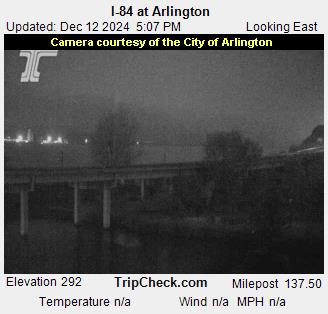 I-84 at Arlington
Updated: Dec 12 2024 5:07 PM Looking East
Camera courtesy of the City of Arlington
Elevation 292 TripCheck.com Milepost 137.50
Temperature n/a Wind n/a MPH n/a